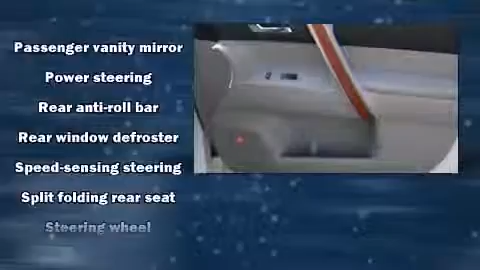 Passenger vanity mirror
Power steering
Rear anti-roll bar
Rear window defroster
Speed-sensing steering
Split folding rear seat
Steering wheel